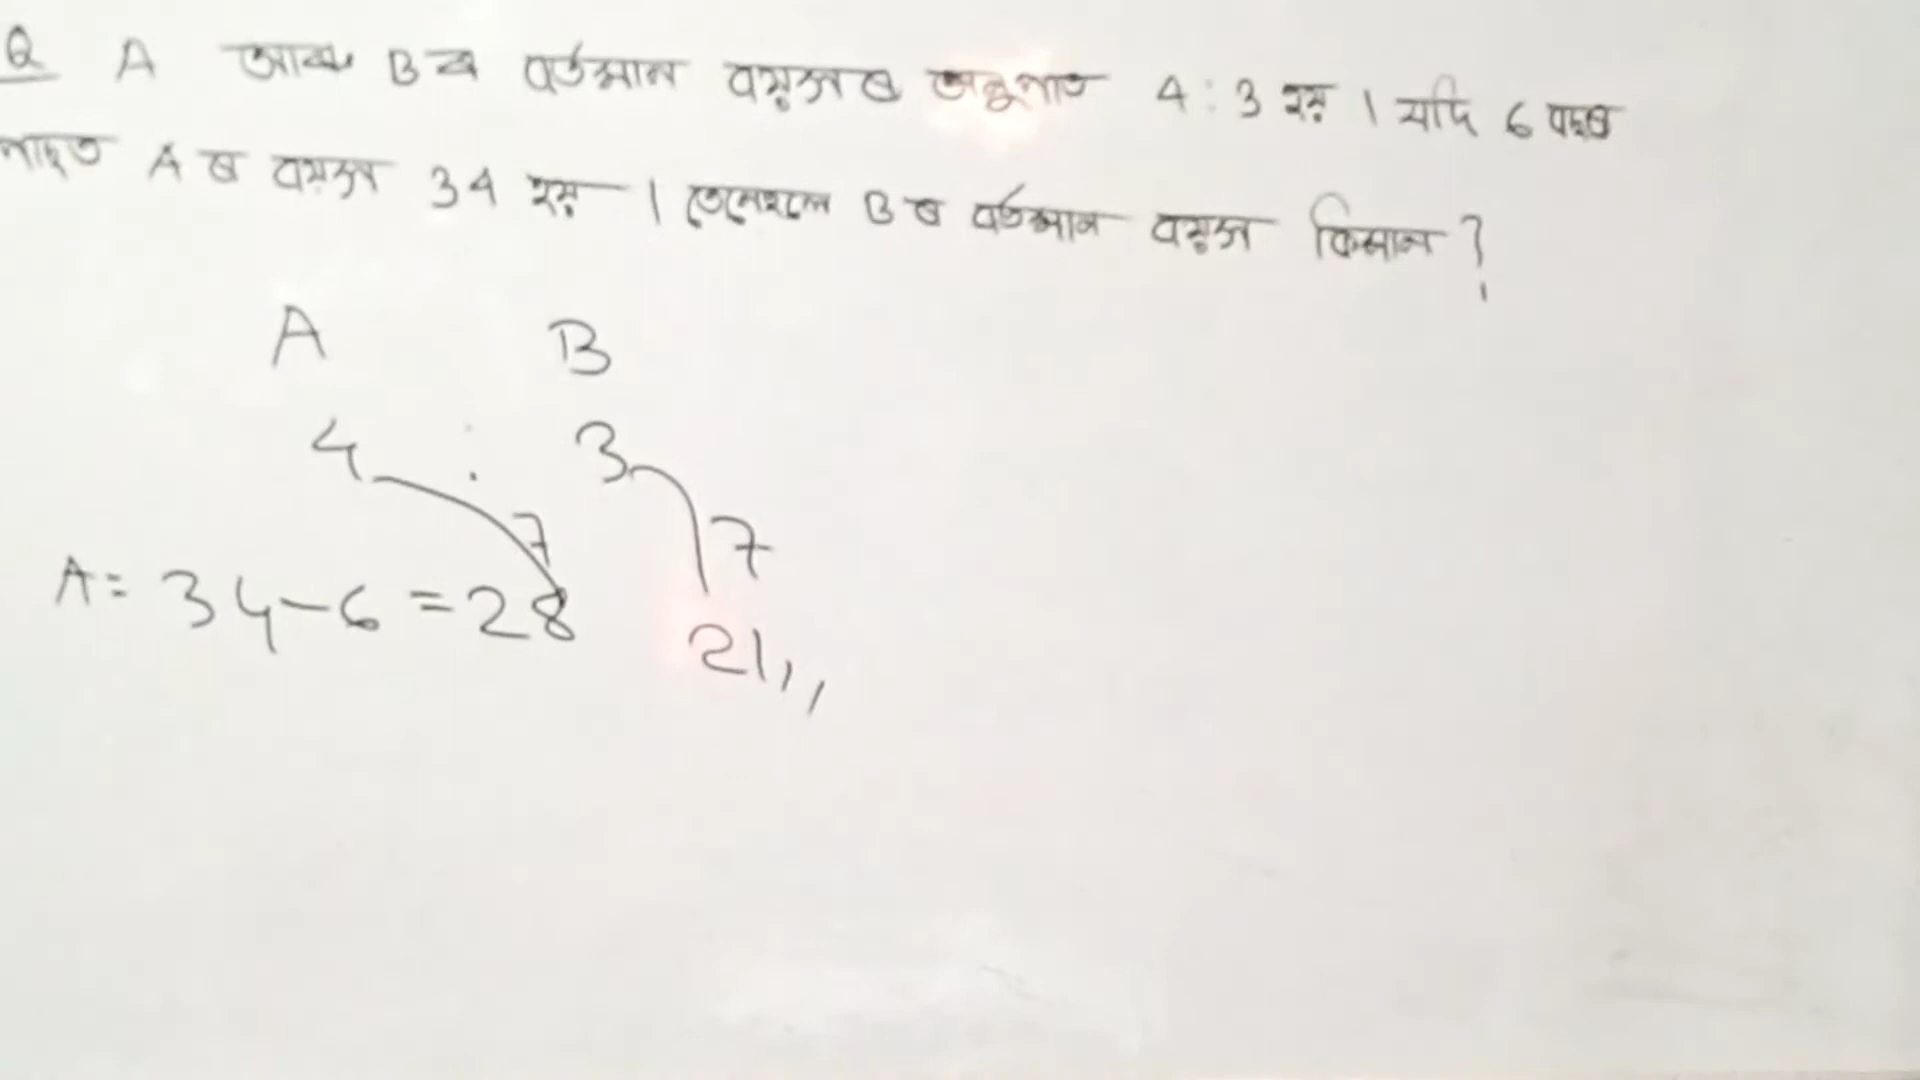 Q A আৰু B ৰ বৰ্তমান বয়সৰ অনুপাত 4 : 3 হয় । যদি 6 বছৰ
পাছত A ৰ বয়স 34 হয় । তেনেহলে B ৰ বৰ্তমান বয়স কিমান ?
A B
4 : 3
7 7
A = 34 - 6 = 28
21,,